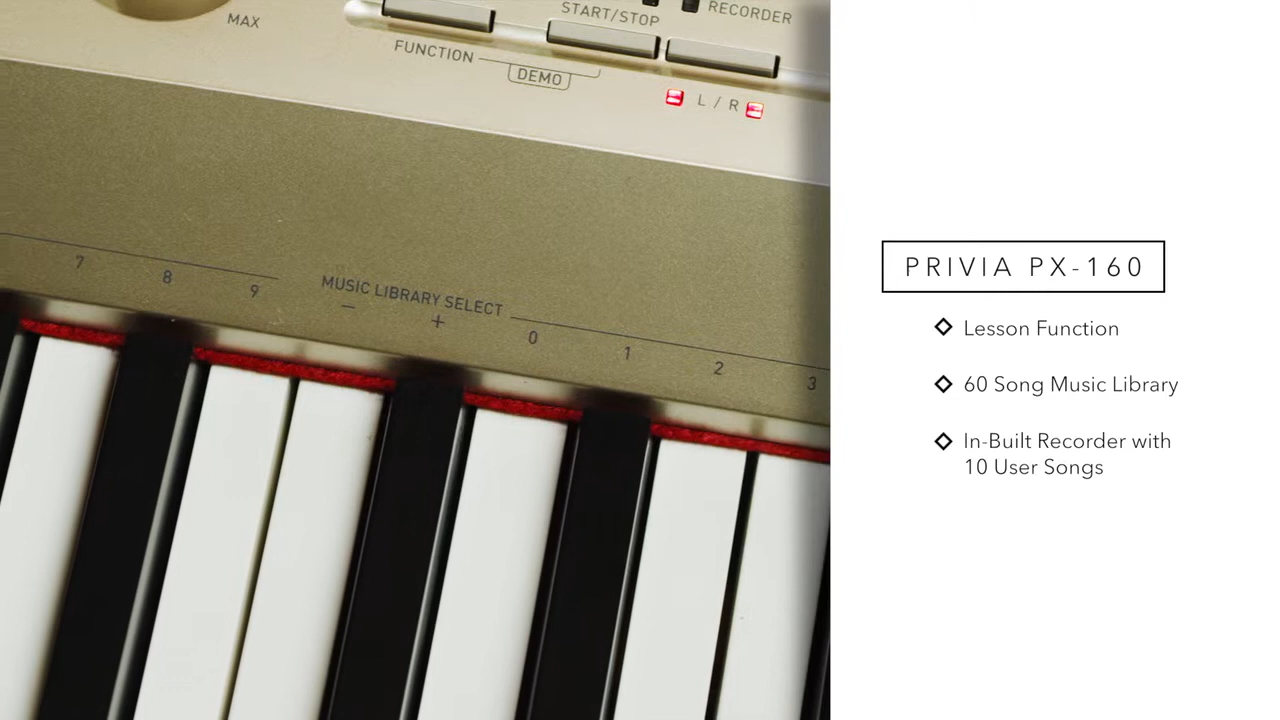 MAX
FUNCTION
DEMO
START/STOP
RECORDER
L / R
7
8
9
MUSIC LIBRARY SELECT
−
+
0
1
2
3
PRIVIA PX-160
Lesson Function
60 Song Music Library
In-Built Recorder with
10 User Songs